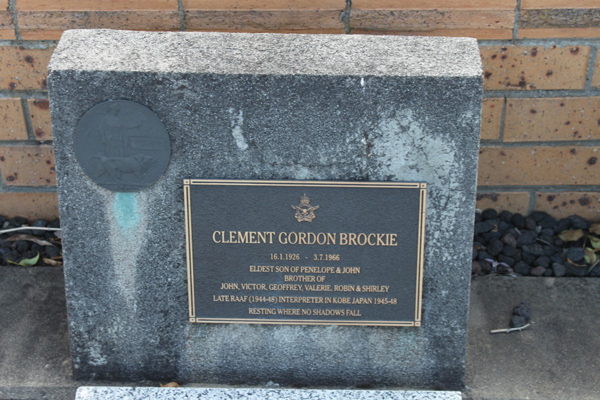 CLEMENT GORDON BROCKIE
16.1.1926 - 3.7.1966
ELDEST SON OF PENELOPE & JOHN
BROTHER OF
JOHN, VICTOR, GEOFFREY, VALERIE, ROBIN & SHIRLEY
LATE RAAF (1944-48) INTERPRETER IN KOBE JAPAN 1945-48
RESTING WHERE NO SHADOWS FALL